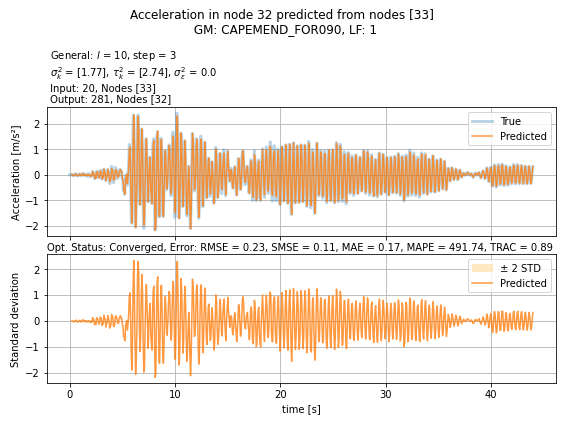 Acceleration in node 32 predicted from nodes [33]
GM: CAPEMEND_FOR090, LF: 1
General: l = 10, step = 3
σ²ₖ = [1.77], τ²ₖ = [2.74], σ²ε = 0.0
Input: 20, Nodes [33]
Output: 281, Nodes [32]
Acceleration [m/s²]
2
1
0
−1
−2
True
Predicted
Opt. Status: Converged, Error: RMSE = 0.23, SMSE = 0.11, MAE = 0.17, MAPE = 491.74, TRAC = 0.89
Standard deviation
2
1
0
−1
−2
± 2 STD
Predicted
0 10 20 30 40
time [s]